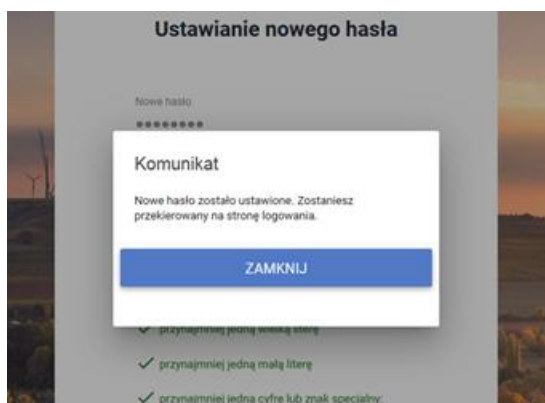 Ustawianie nowego hasła
Nowe hasło
Komunikat
Nowe hasło zostało ustawione. Zostaniesz
przekierowany na stronę logowania.
ZAMKNIJ
przynajmniej jedną wielką literę
przynajmniej jedną małą literę
przynajmniej jedną cyfrę lub znak specjalny: